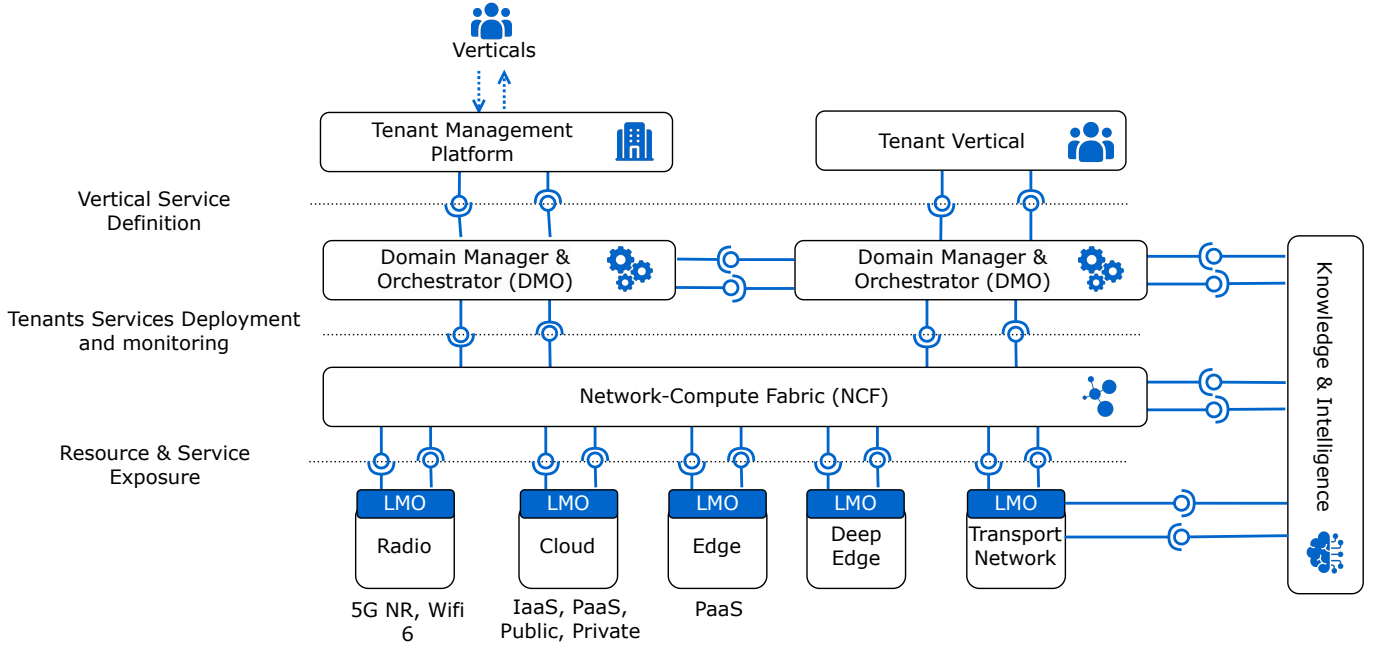 Verticals
Tenant Management
Platform
Tenant Vertical
Vertical Service
Definition
Domain Manager &
Orchestrator (DMO)
Domain Manager &
Orchestrator (DMO)
Knowledge & Intelligence
Tenants Services Deployment
and monitoring
Network-Compute Fabric (NCF)
Resource & Service
Exposure
LMO
Radio
5G NR, Wifi
6
LMO
Cloud
IaaS, PaaS,
Public, Private
LMO
Edge
PaaS
LMO
Deep
Edge
LMO
Transport
Network